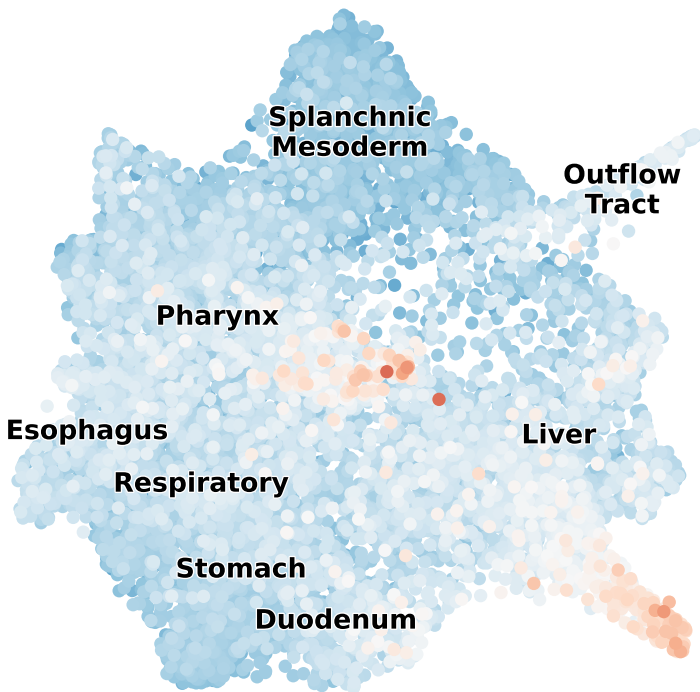 Splanchnic
Mesoderm
Outflow
Tract
Pharynx
Esophagus
Liver
Respiratory
Stomach
Duodenum